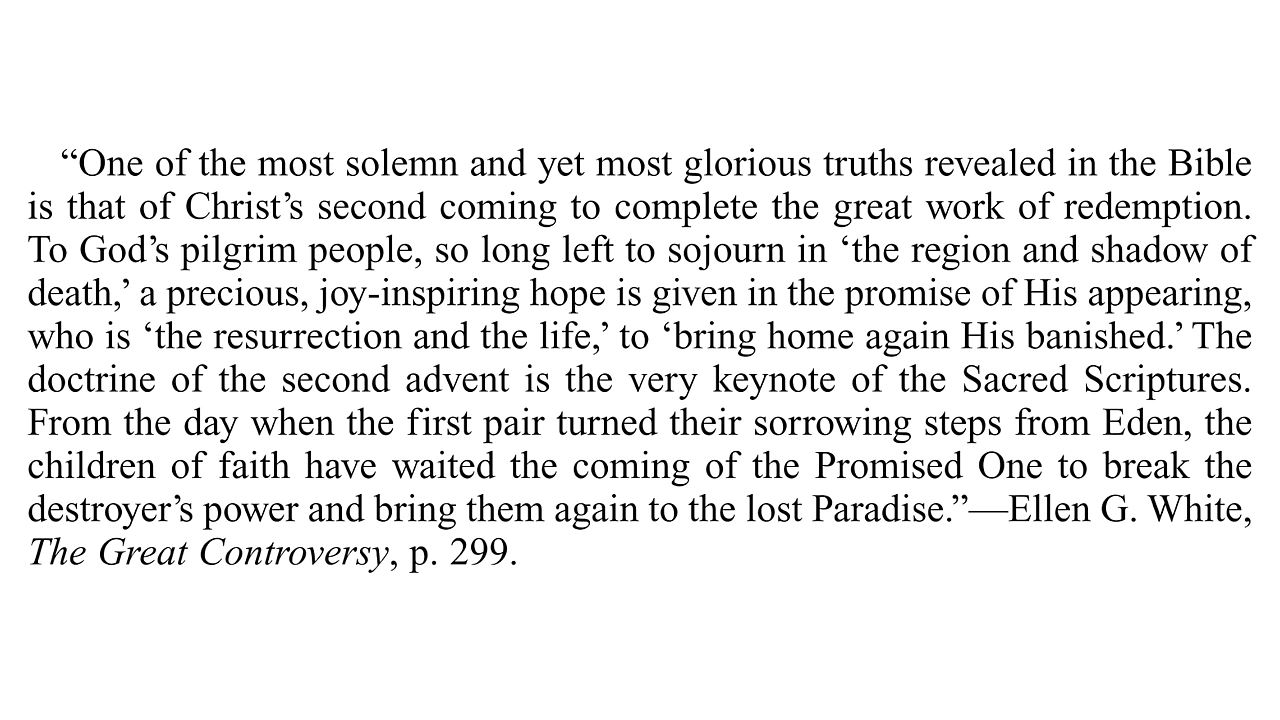 “One of the most solemn and yet most glorious truths revealed in the Bible
is that of Christ’s second coming to complete the great work of redemption.
To God’s pilgrim people, so long left to sojourn in ‘the region and shadow of
death,’ a precious, joy-inspiring hope is given in the promise of His appearing,
who is ‘the resurrection and the life,’ to ‘bring home again His banished.’ The
doctrine of the second advent is the very keynote of the Sacred Scriptures.
From the day when the first pair turned their sorrowing steps from Eden, the
children of faith have waited the coming of the Promised One to break the
destroyer’s power and bring them again to the lost Paradise.”—Ellen G. White,
The Great Controversy, p. 299.